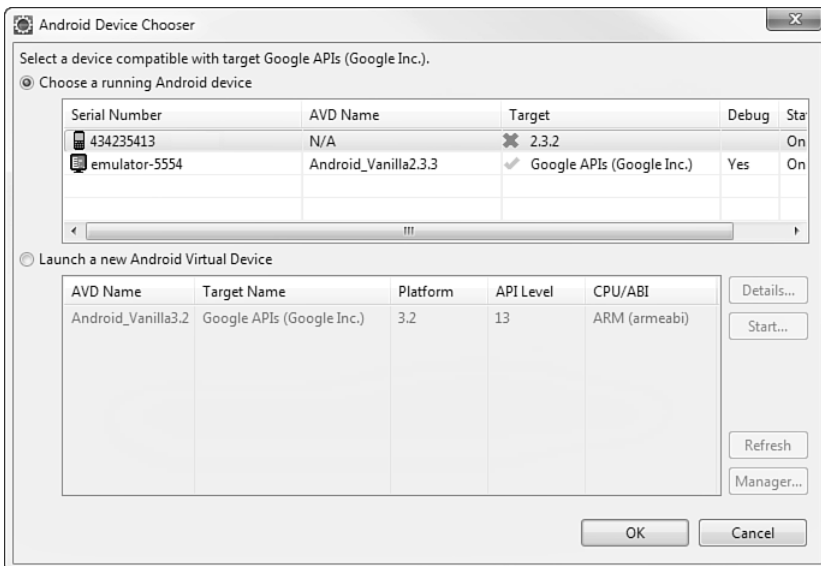 Android Device Chooser
Select a device compatible with target Google APIs (Google Inc.).
Choose a running Android device
Serial Number AVD Name Target Debug Sta
434235413 N/A 2.3.2 On
emulator-5554 Android_Vanilla2.3.3 Google APIs (Google Inc.) Yes On
Launch a new Android Virtual Device
AVD Name Target Name Platform API Level CPU/ABI
Android_Vanilla3.2 Google APIs (Google Inc.) 3.2 13 ARM (armeabi)
Details...
Start...
Refresh
Manager...
OK Cancel